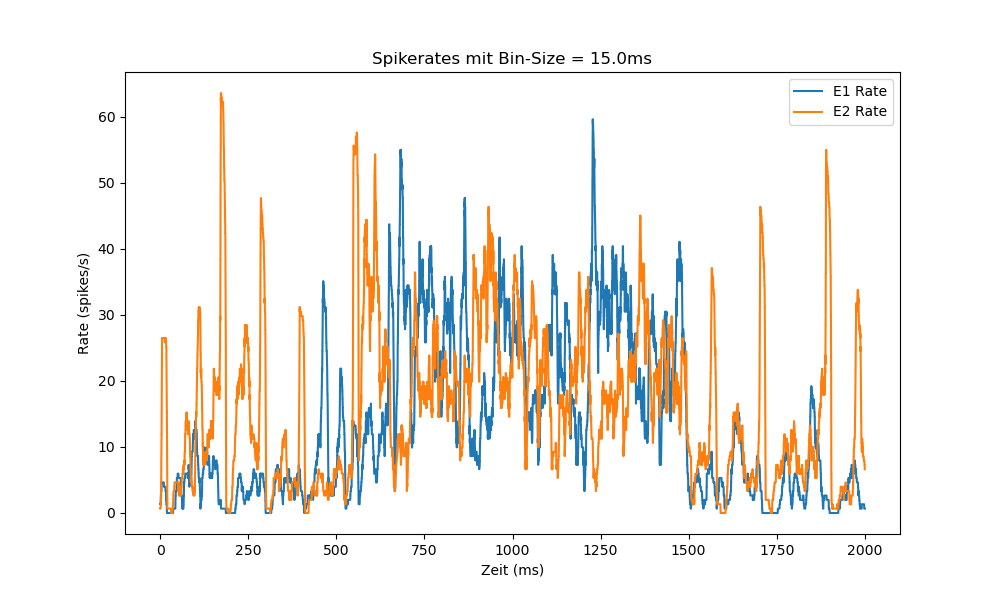 Spikerates mit Bin-Size = 15.0ms
E1 Rate
E2 Rate
Rate (spikes/s)
60
50
40
30
20
10
0
0 250 500 750 1000 1250 1500 1750 2000
Zeit (ms)